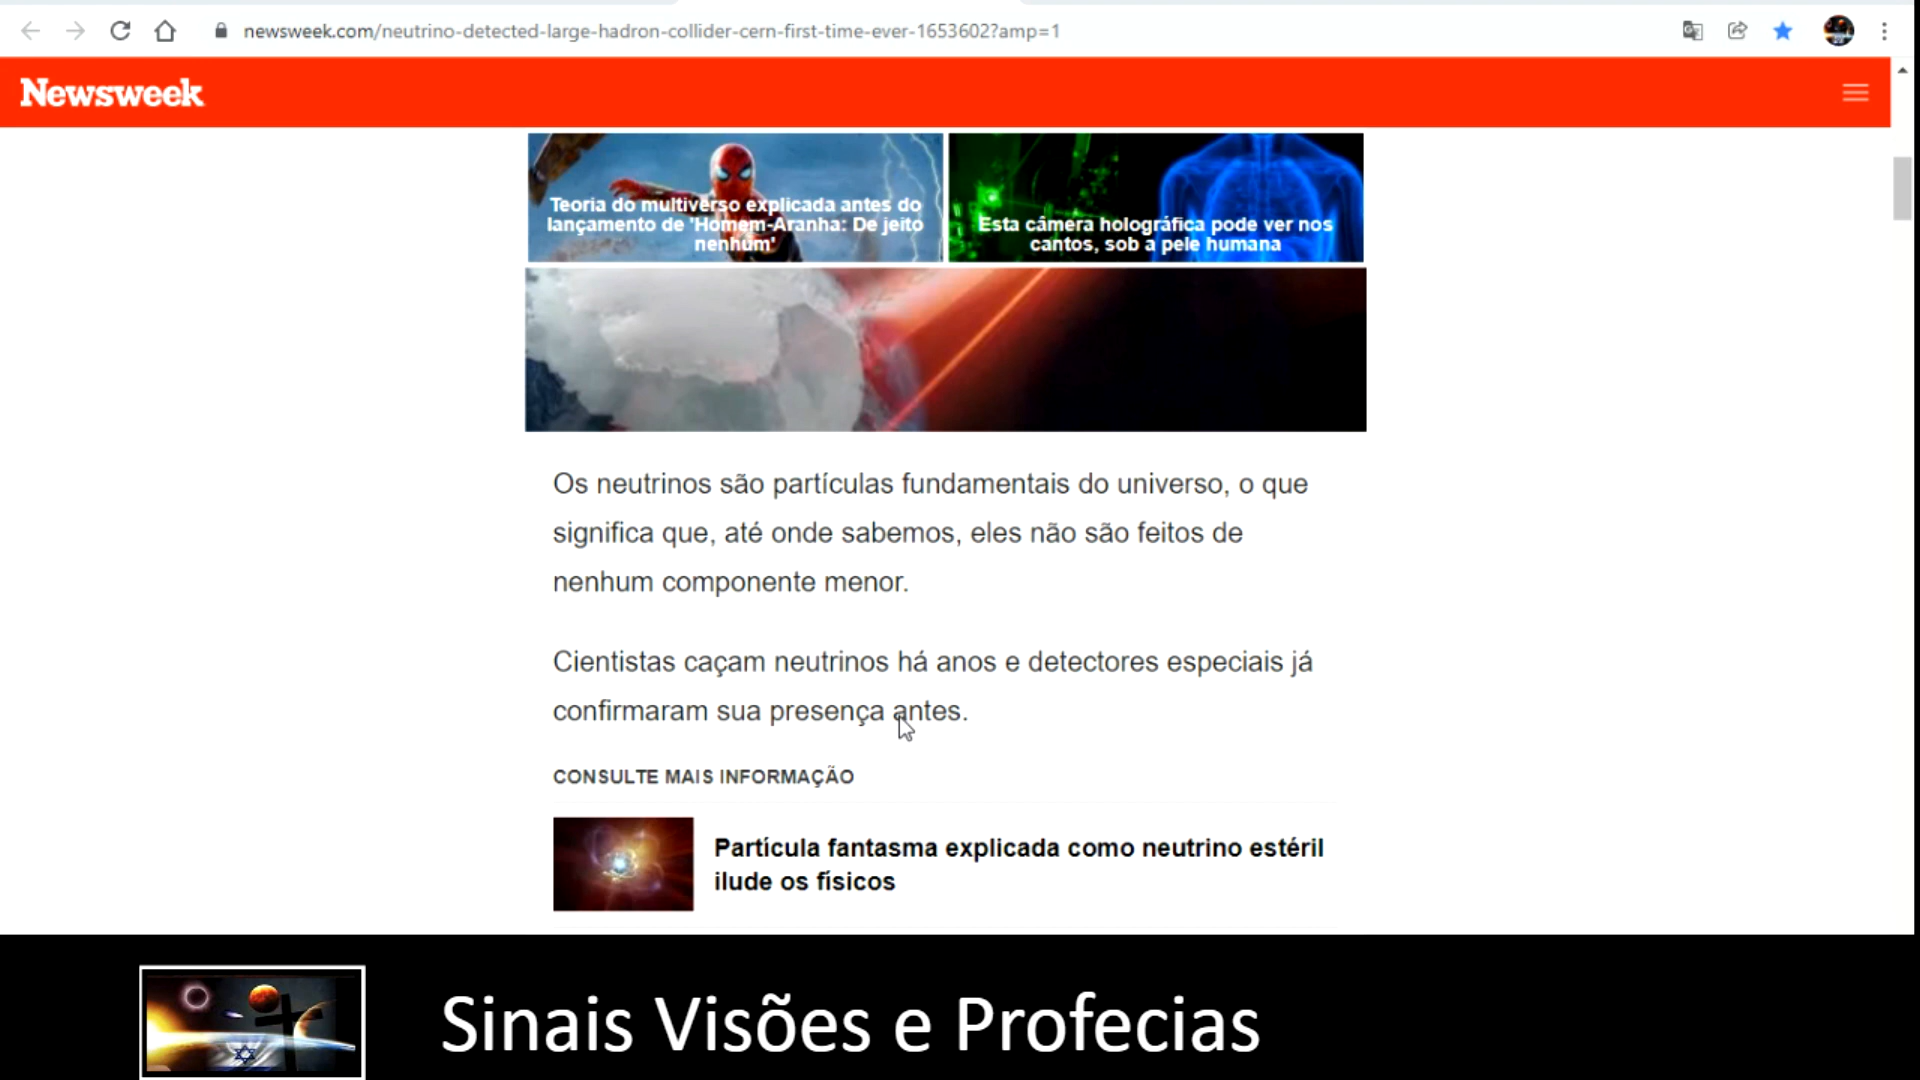 newsweek.com/neutrino-detected-large-hadron-collider-cern-first-time-ever-1653602?amp=1
Newsweek
Teoria do multiverso explicada antes do
lançamento de 'Homem-Aranha: De jeito
nenhum'
Esta câmera holográfica pode ver nos
cantos, sob a pele humana
Os neutrinos são partículas fundamentais do universo, o que
significa que, até onde sabemos, eles não são feitos de
nenhum componente menor.
Cientistas caçam neutrinos há anos e detectores especiais já
confirmaram sua presença antes.
CONSULTE MAIS INFORMAÇÃO
Partícula fantasma explicada como neutrino estéril
ilude os físicos
Sinais Visões e Profecias